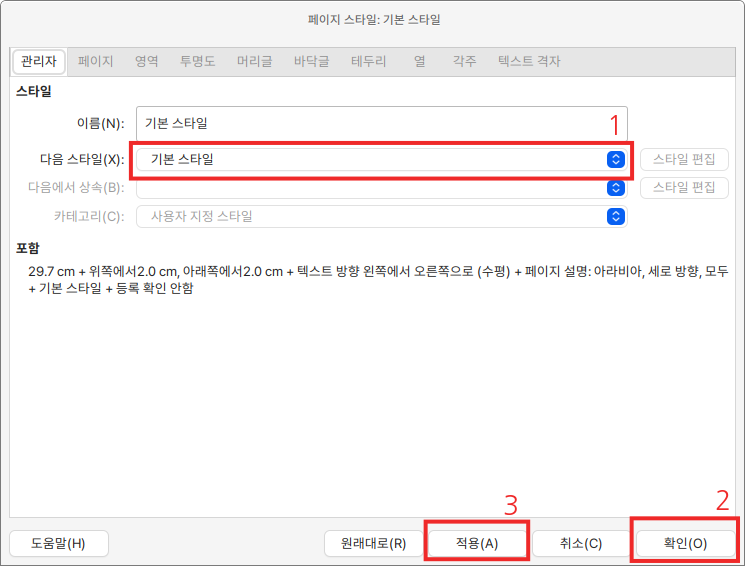 페이지 스타일: 기본 스타일
관리자 페이지 영역 투명도 머리글 바닥글 테두리 열 각주 텍스트 격자
스타일
이름(N): 기본 스타일 1
다음 스타일(X): 기본 스타일 스타일 편집
다음에서 상속(B): 스타일 편집
카테고리(C): 사용자 지정 스타일
포함
29.7 cm + 위쪽에서2.0 cm, 아래쪽에서2.0 cm + 텍스트 방향 왼쪽에서 오른쪽으로 (수평) + 페이지 설명: 아라비아, 세로 방향, 모두
+ 기본 스타일 + 등록 확인 안함
3 2
도움말(H) 원래대로(R) 적용(A) 취소(C) 확인(O)